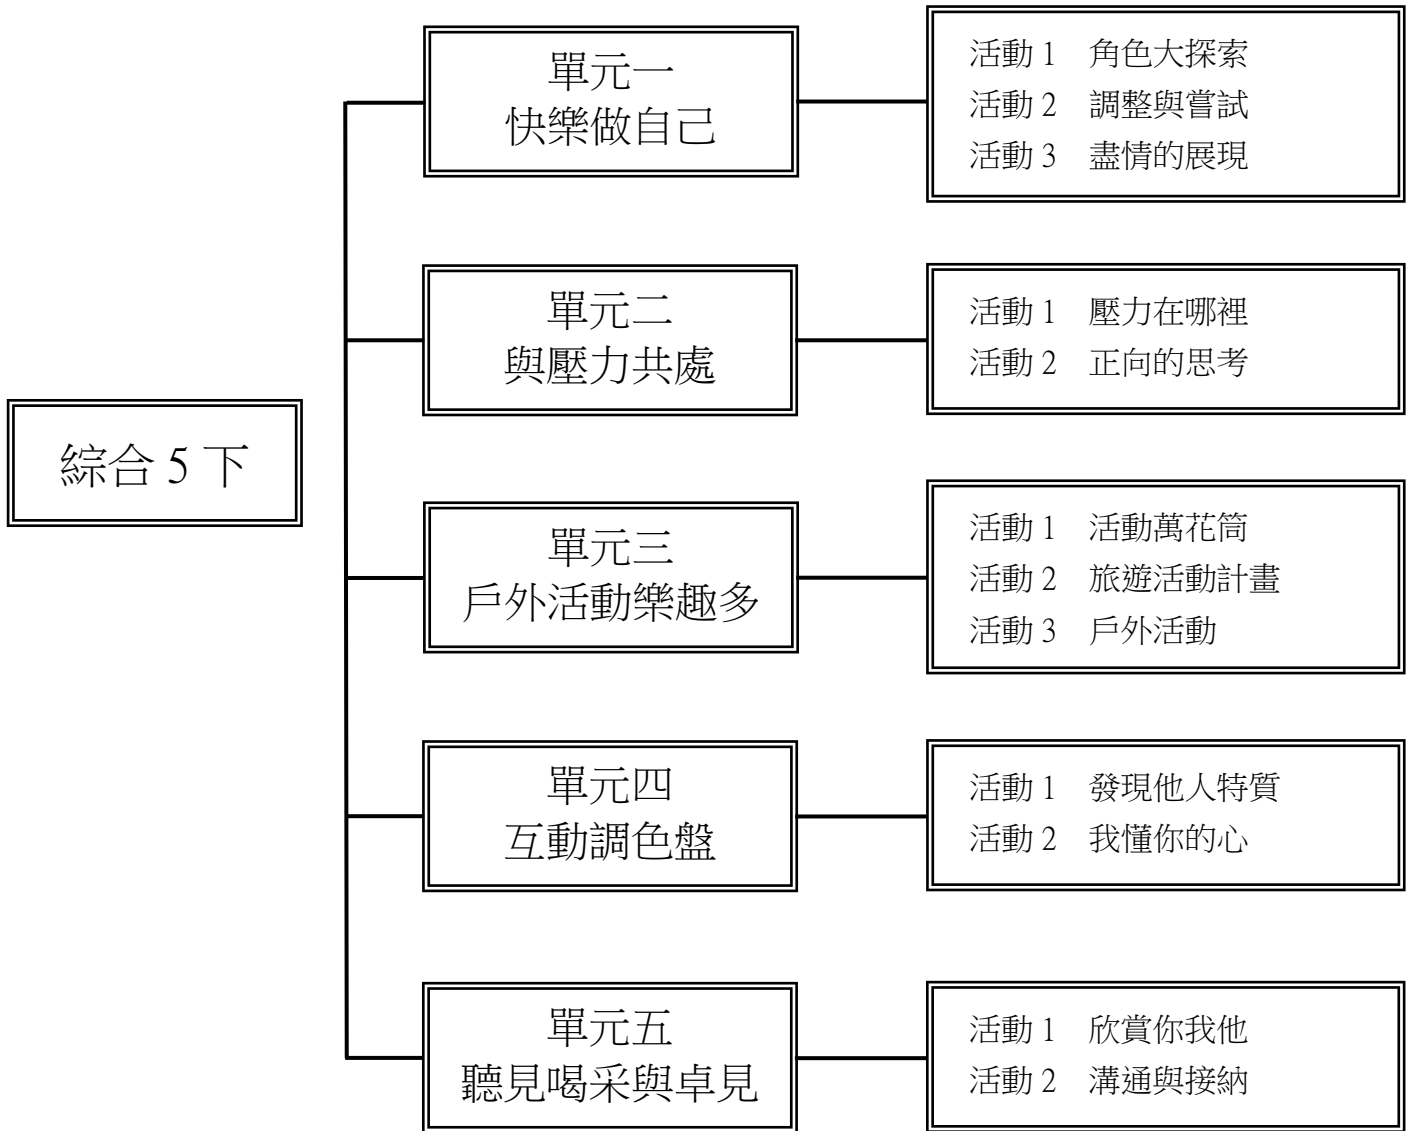 綜合 5 下
單元一
快樂做自己
活動 1 角色大探索
活動 2 調整與嘗試
活動 3 盡情的展現
單元二
與壓力共處
活動 1 壓力在哪裡
活動 2 正向的思考
單元三
戶外活動樂趣多
活動 1 活動萬花筒
活動 2 旅遊活動計畫
活動 3 戶外活動
單元四
互動調色盤
活動 1 發現他人特質
活動 2 我懂你的心
單元五
聽見喝采與卓見
活動 1 欣賞你我他
活動 2 溝通與接納